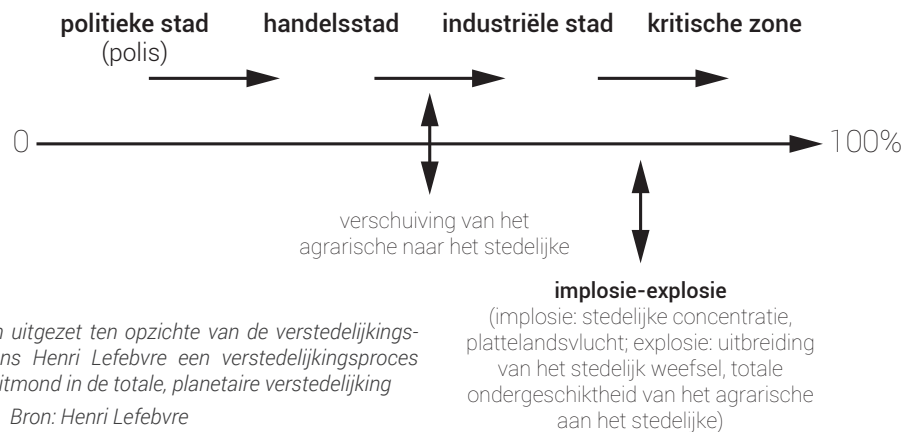 politieke stad handelsstad industriële stad kritische zone
(polis)
0 100%
verschuiving van het
agrarische naar het stedelijke
implosie-explosie
(implosie: stedelijke concentratie,
plattelandsvlucht; explosie: uitbreiding
van het stedelijk weefsel, totale
ondergeschiktheid van het agrarische
aan het stedelijke)
uitgezet ten opzichte van de verstedelijkings-
Henri Lefebvre een verstedelijkingsproces
in de totale, planetaire verstedelijking
Bron: Henri Lefebvre